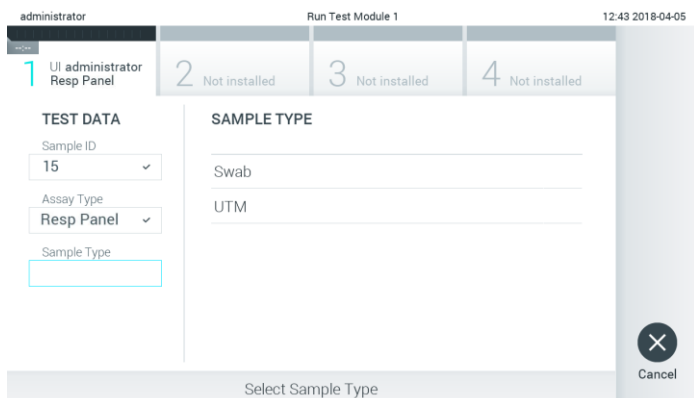 administrator
Run Test Module 1
12:43 2018-04-05
--:--
1 UI administrator
Resp Panel
2 Not installed
3 Not installed
4 Not installed
TEST DATA
Sample ID
15
Assay Type
Resp Panel
Sample Type
SAMPLE TYPE
Swab
UTM
Cancel
Select Sample Type